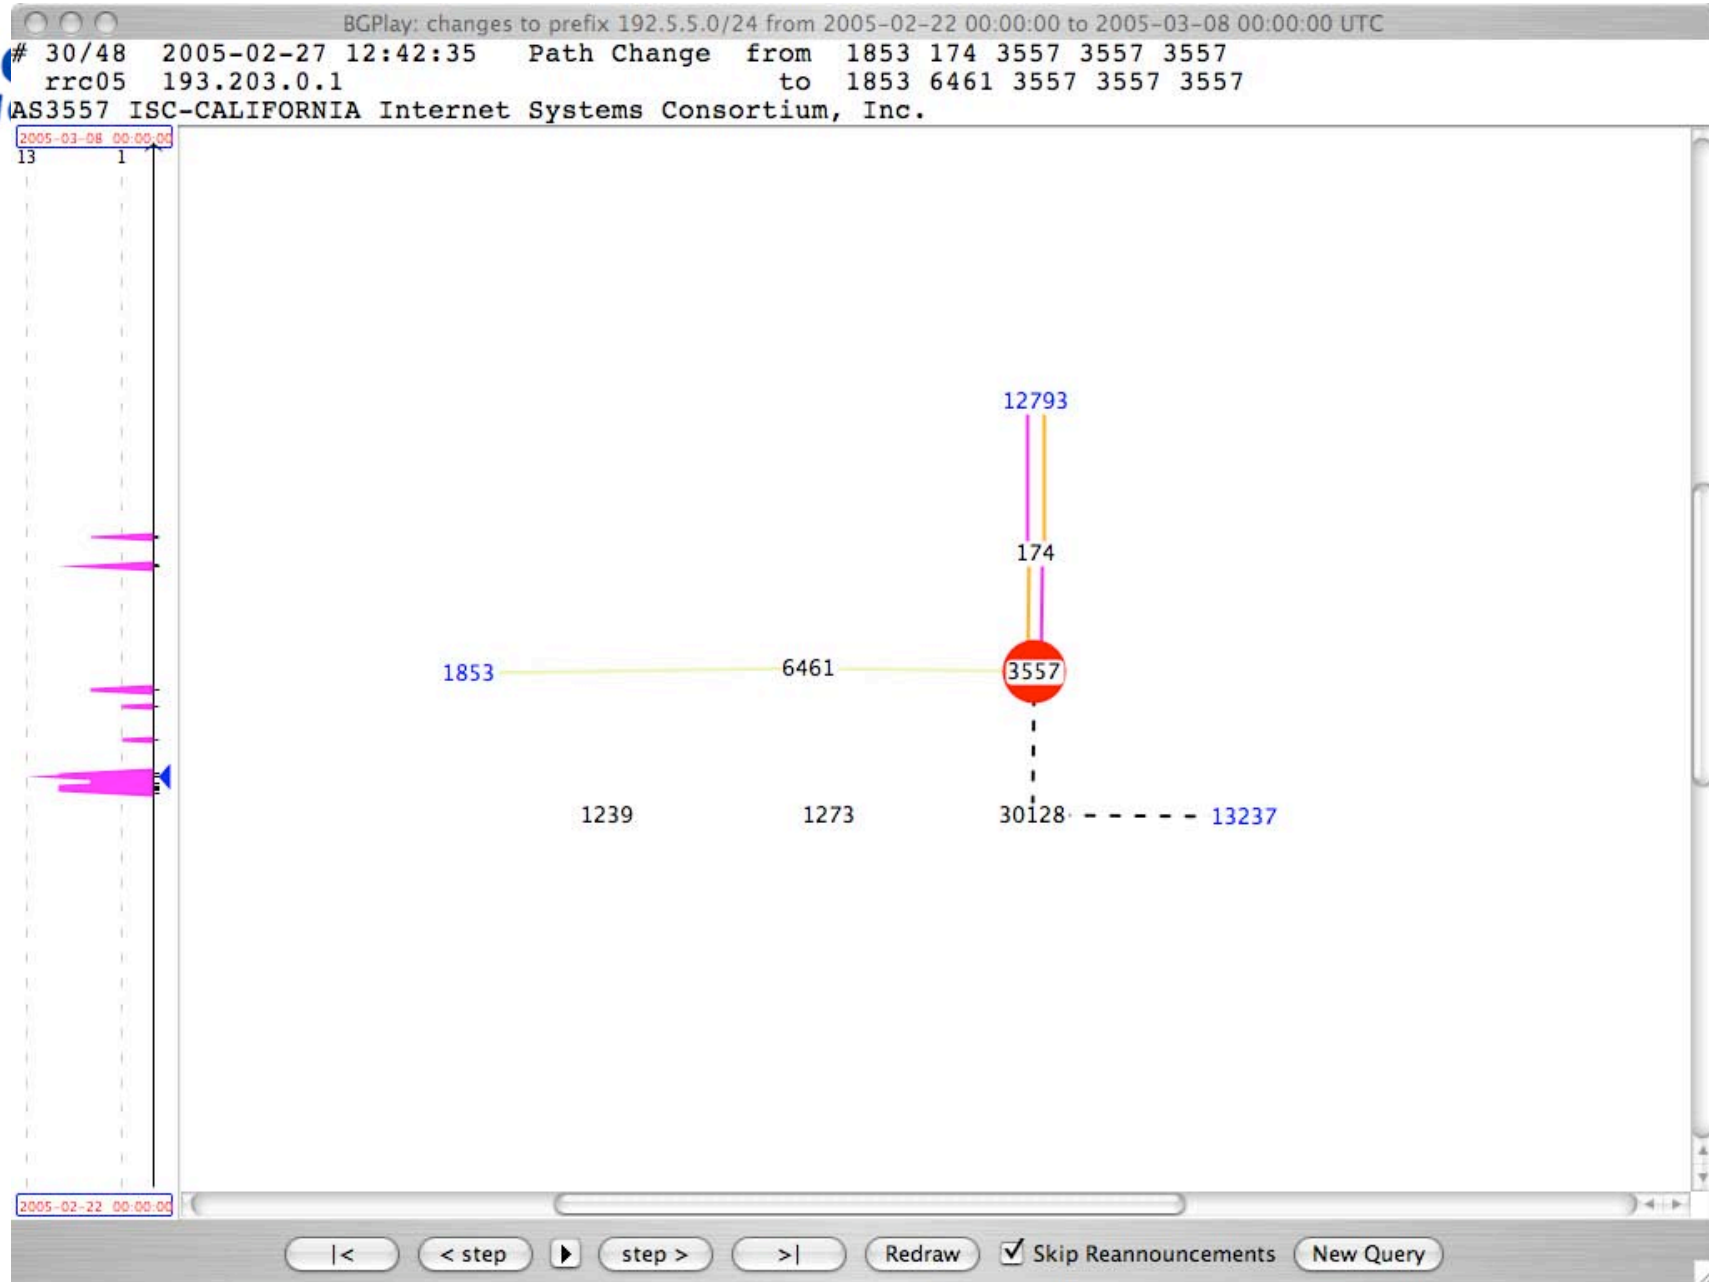 BGPlay: changes to prefix 192.5.5.0/24 from 2005-02-22 00:00:00 to 2005-03-08 00:00:00 UTC
# 30/48 2005-02-27 12:42:35 Path Change from 1853 174 3557 3557 3557
rrc05 193.203.0.1 to 1853 6461 3557 3557 3557
AS3557 ISC-CALIFORNIA Internet Systems Consortium, Inc.
2005-03-08 00:00:00
13 1
12793
174
1853 6461 3557
1239 1273 30128 13237
2005-02-22 00:00:00
|< < step step > >| Redraw Skip Reannouncements New Query